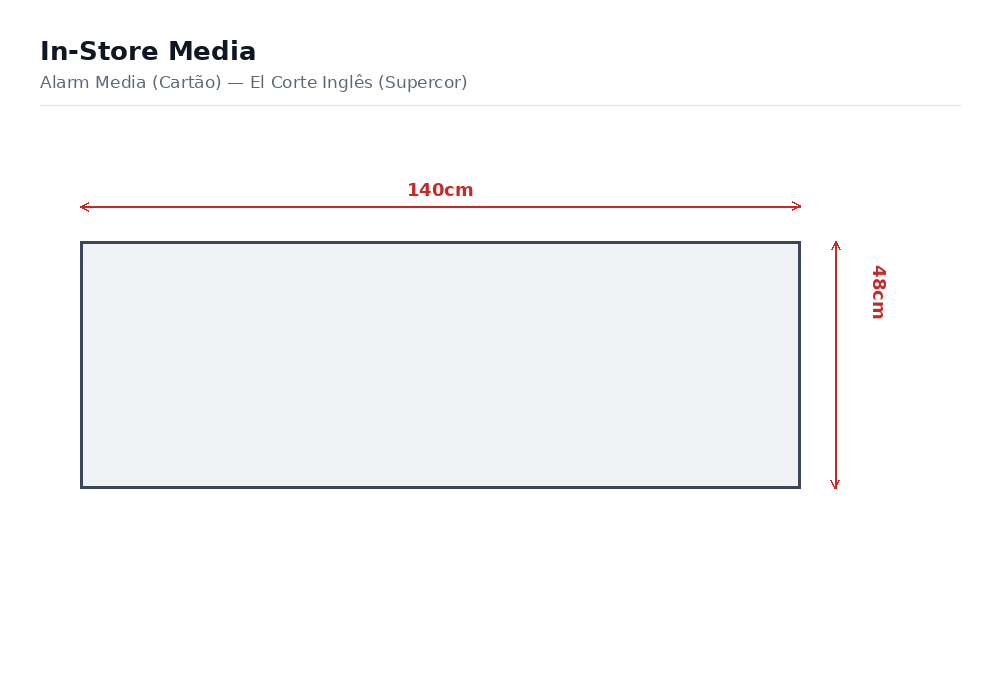 In-Store Media
Alarm Media (Cartão) — El Corte Inglês (Supercor)
140cm
48cm